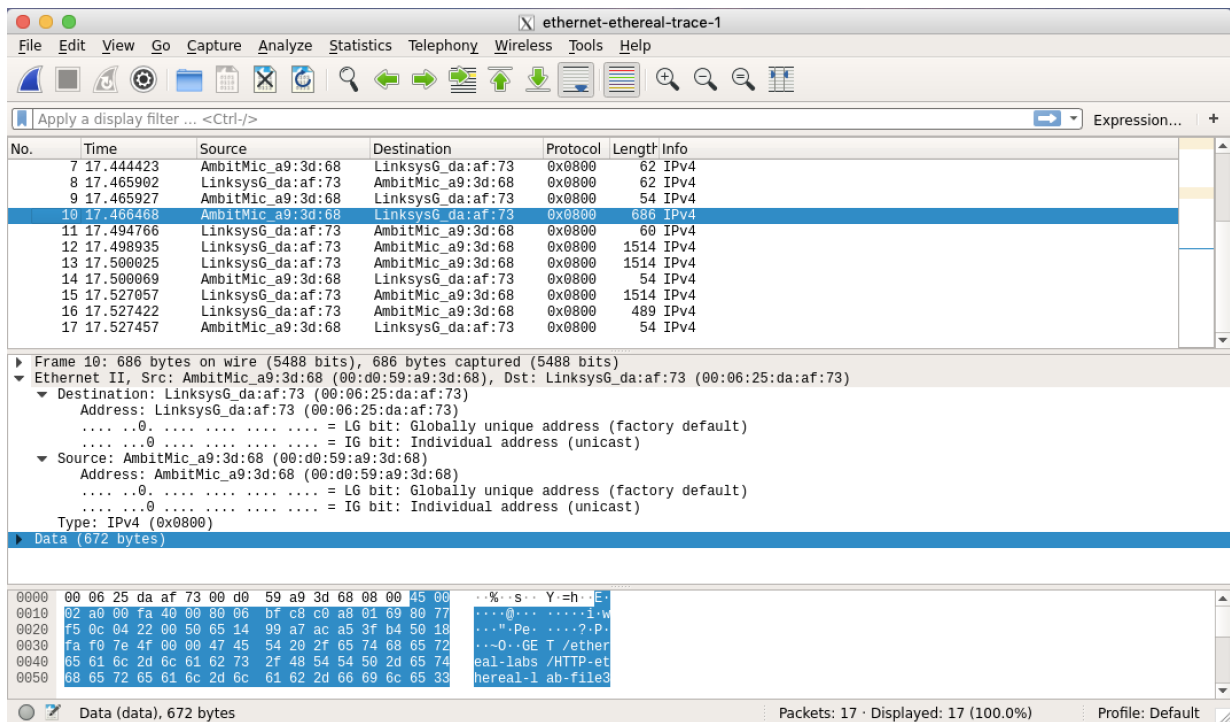 ethernet-ethereal-trace-1
File Edit View Go Capture Analyze Statistics Telephony Wireless Tools Help
Apply a display filter ... <Ctrl-/> Expression... +
No. Time Source Destination Protocol Length Info
7 17.444423 AmbitMic_a9:3d:68 LinksysG_da:af:73 0x0800 62 IPv4
8 17.465902 LinksysG_da:af:73 AmbitMic_a9:3d:68 0x0800 62 IPv4
9 17.465927 AmbitMic_a9:3d:68 LinksysG_da:af:73 0x0800 54 IPv4
10 17.466468 AmbitMic_a9:3d:68 LinksysG_da:af:73 0x0800 686 IPv4
11 17.494766 LinksysG_da:af:73 AmbitMic_a9:3d:68 0x0800 60 IPv4
12 17.498935 LinksysG_da:af:73 AmbitMic_a9:3d:68 0x0800 1514 IPv4
13 17.500025 LinksysG_da:af:73 AmbitMic_a9:3d:68 0x0800 1514 IPv4
14 17.500069 AmbitMic_a9:3d:68 LinksysG_da:af:73 0x0800 54 IPv4
15 17.527057 LinksysG_da:af:73 AmbitMic_a9:3d:68 0x0800 1514 IPv4
16 17.527422 LinksysG_da:af:73 AmbitMic_a9:3d:68 0x0800 489 IPv4
17 17.527457 AmbitMic_a9:3d:68 LinksysG_da:af:73 0x0800 54 IPv4
Frame 10: 686 bytes on wire (5488 bits), 686 bytes captured (5488 bits)
Ethernet II, Src: AmbitMic_a9:3d:68 (00:d0:59:a9:3d:68), Dst: LinksysG_da:af:73 (00:06:25:da:af:73)
Destination: LinksysG_da:af:73 (00:06:25:da:af:73)
Address: LinksysG_da:af:73 (00:06:25:da:af:73)
.... ..0. .... .... .... .... = LG bit: Globally unique address (factory default)
.... ...0 .... .... .... .... = IG bit: Individual address (unicast)
Source: AmbitMic_a9:3d:68 (00:d0:59:a9:3d:68)
Address: AmbitMic_a9:3d:68 (00:d0:59:a9:3d:68)
.... ..0. .... .... .... .... = LG bit: Globally unique address (factory default)
.... ...0 .... .... .... .... = IG bit: Individual address (unicast)
Type: IPv4 (0x0800)
Data (672 bytes)
0000 00 06 25 da af 73 00 d0 59 a9 3d 68 08 00 45 00 ··%··s·· Y·=h··E·
0010 02 a0 00 fa 40 00 80 06 bf c8 c0 a8 01 69 80 77 ····@··· ·····i·w
0020 f5 0c 04 22 00 50 65 14 99 a7 ac a5 3f b4 50 18 ···"·Pe· ····?·P·
0030 fa f0 7e 4f 00 00 47 45 54 20 2f 65 74 68 65 72 ··~O··GE T /ether
0040 65 61 6c 2d 6c 61 62 73 2f 48 54 54 50 2d 65 74 eal-labs /HTTP-et
0050 68 65 72 65 61 6c 2d 6c 61 62 2d 66 69 6c 65 33 hereal-l ab-file3
Data (data), 672 bytes Packets: 17 · Displayed: 17 (100.0%) Profile: Default